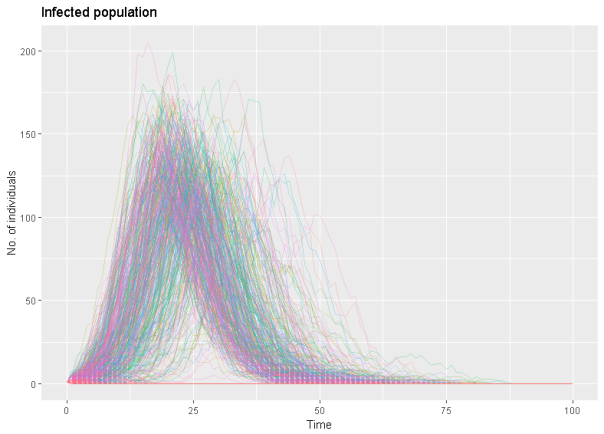 Infected population
200
150
100
50
0
No. of individuals
0 25 50 75 100
Time